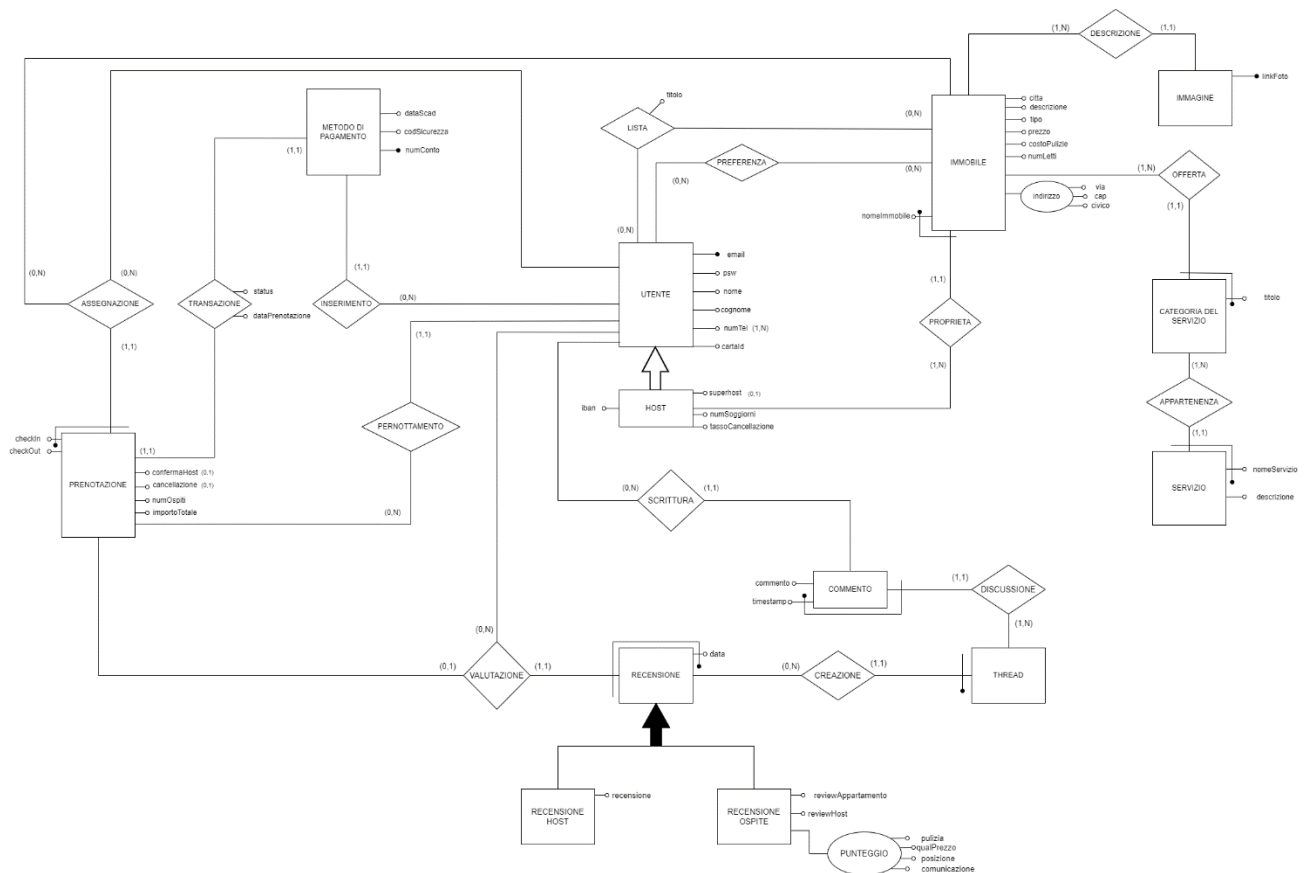 (1,N)
DESCRIZIONE
(1,1)
IMMAGINE
linkFoto
titolo
LISTA
(0,N)
citta
descrizione
tipo
prezzo
costoPulizie
numLetti
IMMOBILE
indirizzo
via
cap
civico
nomeImmobile
METODO DI
PAGAMENTO
dataScad
codSicurezza
numConto
(1,1)
PREFERENZA
(0,N)
(0,N)
(1,N)
OFFERTA
(1,1)
(0,N)
UTENTE
email
psw
nome
cognome
numTel (1,N)
cartaId
(0,N)
(0,N)
ASSEGNAZIONE
(1,1)
TRANSAZIONE
status
dataPrenotazione
(1,1)
INSERIMENTO
(0,N)
(1,1)
PROPRIETA
(1,N)
CATEGORIA DEL
SERVIZIO
titolo
(1,N)
APPARTENENZA
(1,1)
SERVIZIO
nomeServizio
descrizione
(1,1)
PERNOTTAMENTO
(0,N)
iban
HOST
superhost (0,1)
numSoggiorni
tassoCancellazione
checkIn
checkOut
PRENOTAZIONE
(1,1)
confermaHost (0,1)
cancellazione (0,1)
numOspiti
importoTotale
(0,N)
SCRITTURA
(1,1)
commento
timestamp
COMMENTO
(1,1)
DISCUSSIONE
(1,N)
(0,N)
(0,1)
VALUTAZIONE
(1,1)
RECENSIONE
data
(0,N)
CREAZIONE
(1,1)
THREAD
RECENSIONE
HOST
recensione
RECENSIONE
OSPITE
reviewAppartamento
reviewHost
PUNTEGGIO
pulizia
qualPrezzo
posizione
comunicazione